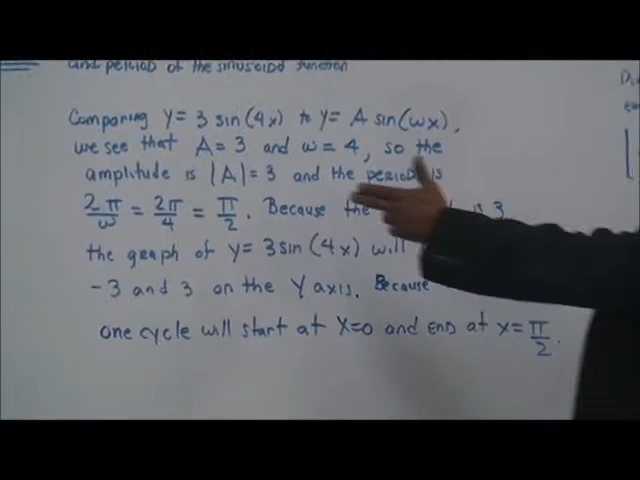 and period of the sinusoidal function
Comparing y = 3 sin(4x) to y = A sin(ωx),
we see that A = 3 and ω = 4, so the
amplitude is |A| = 3 and the period is
2π/ω = 2π/4 = π/2. Because the is 3
the graph of y = 3 sin(4x) will
-3 and 3 on the y axis. Because
one cycle will start at x=0 and end at x = π/2.